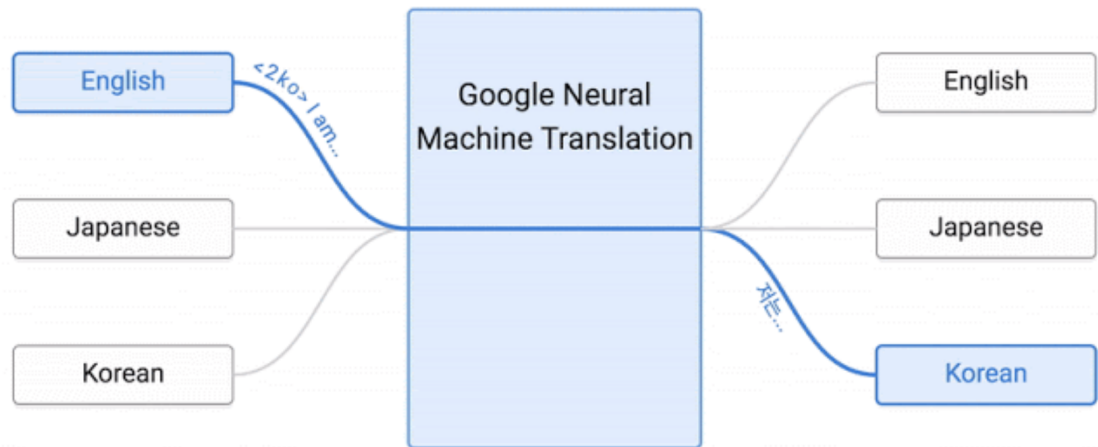 English
Japanese
Korean
<2ko> I am...
Google Neural
Machine Translation
저는...
English
Japanese
Korean